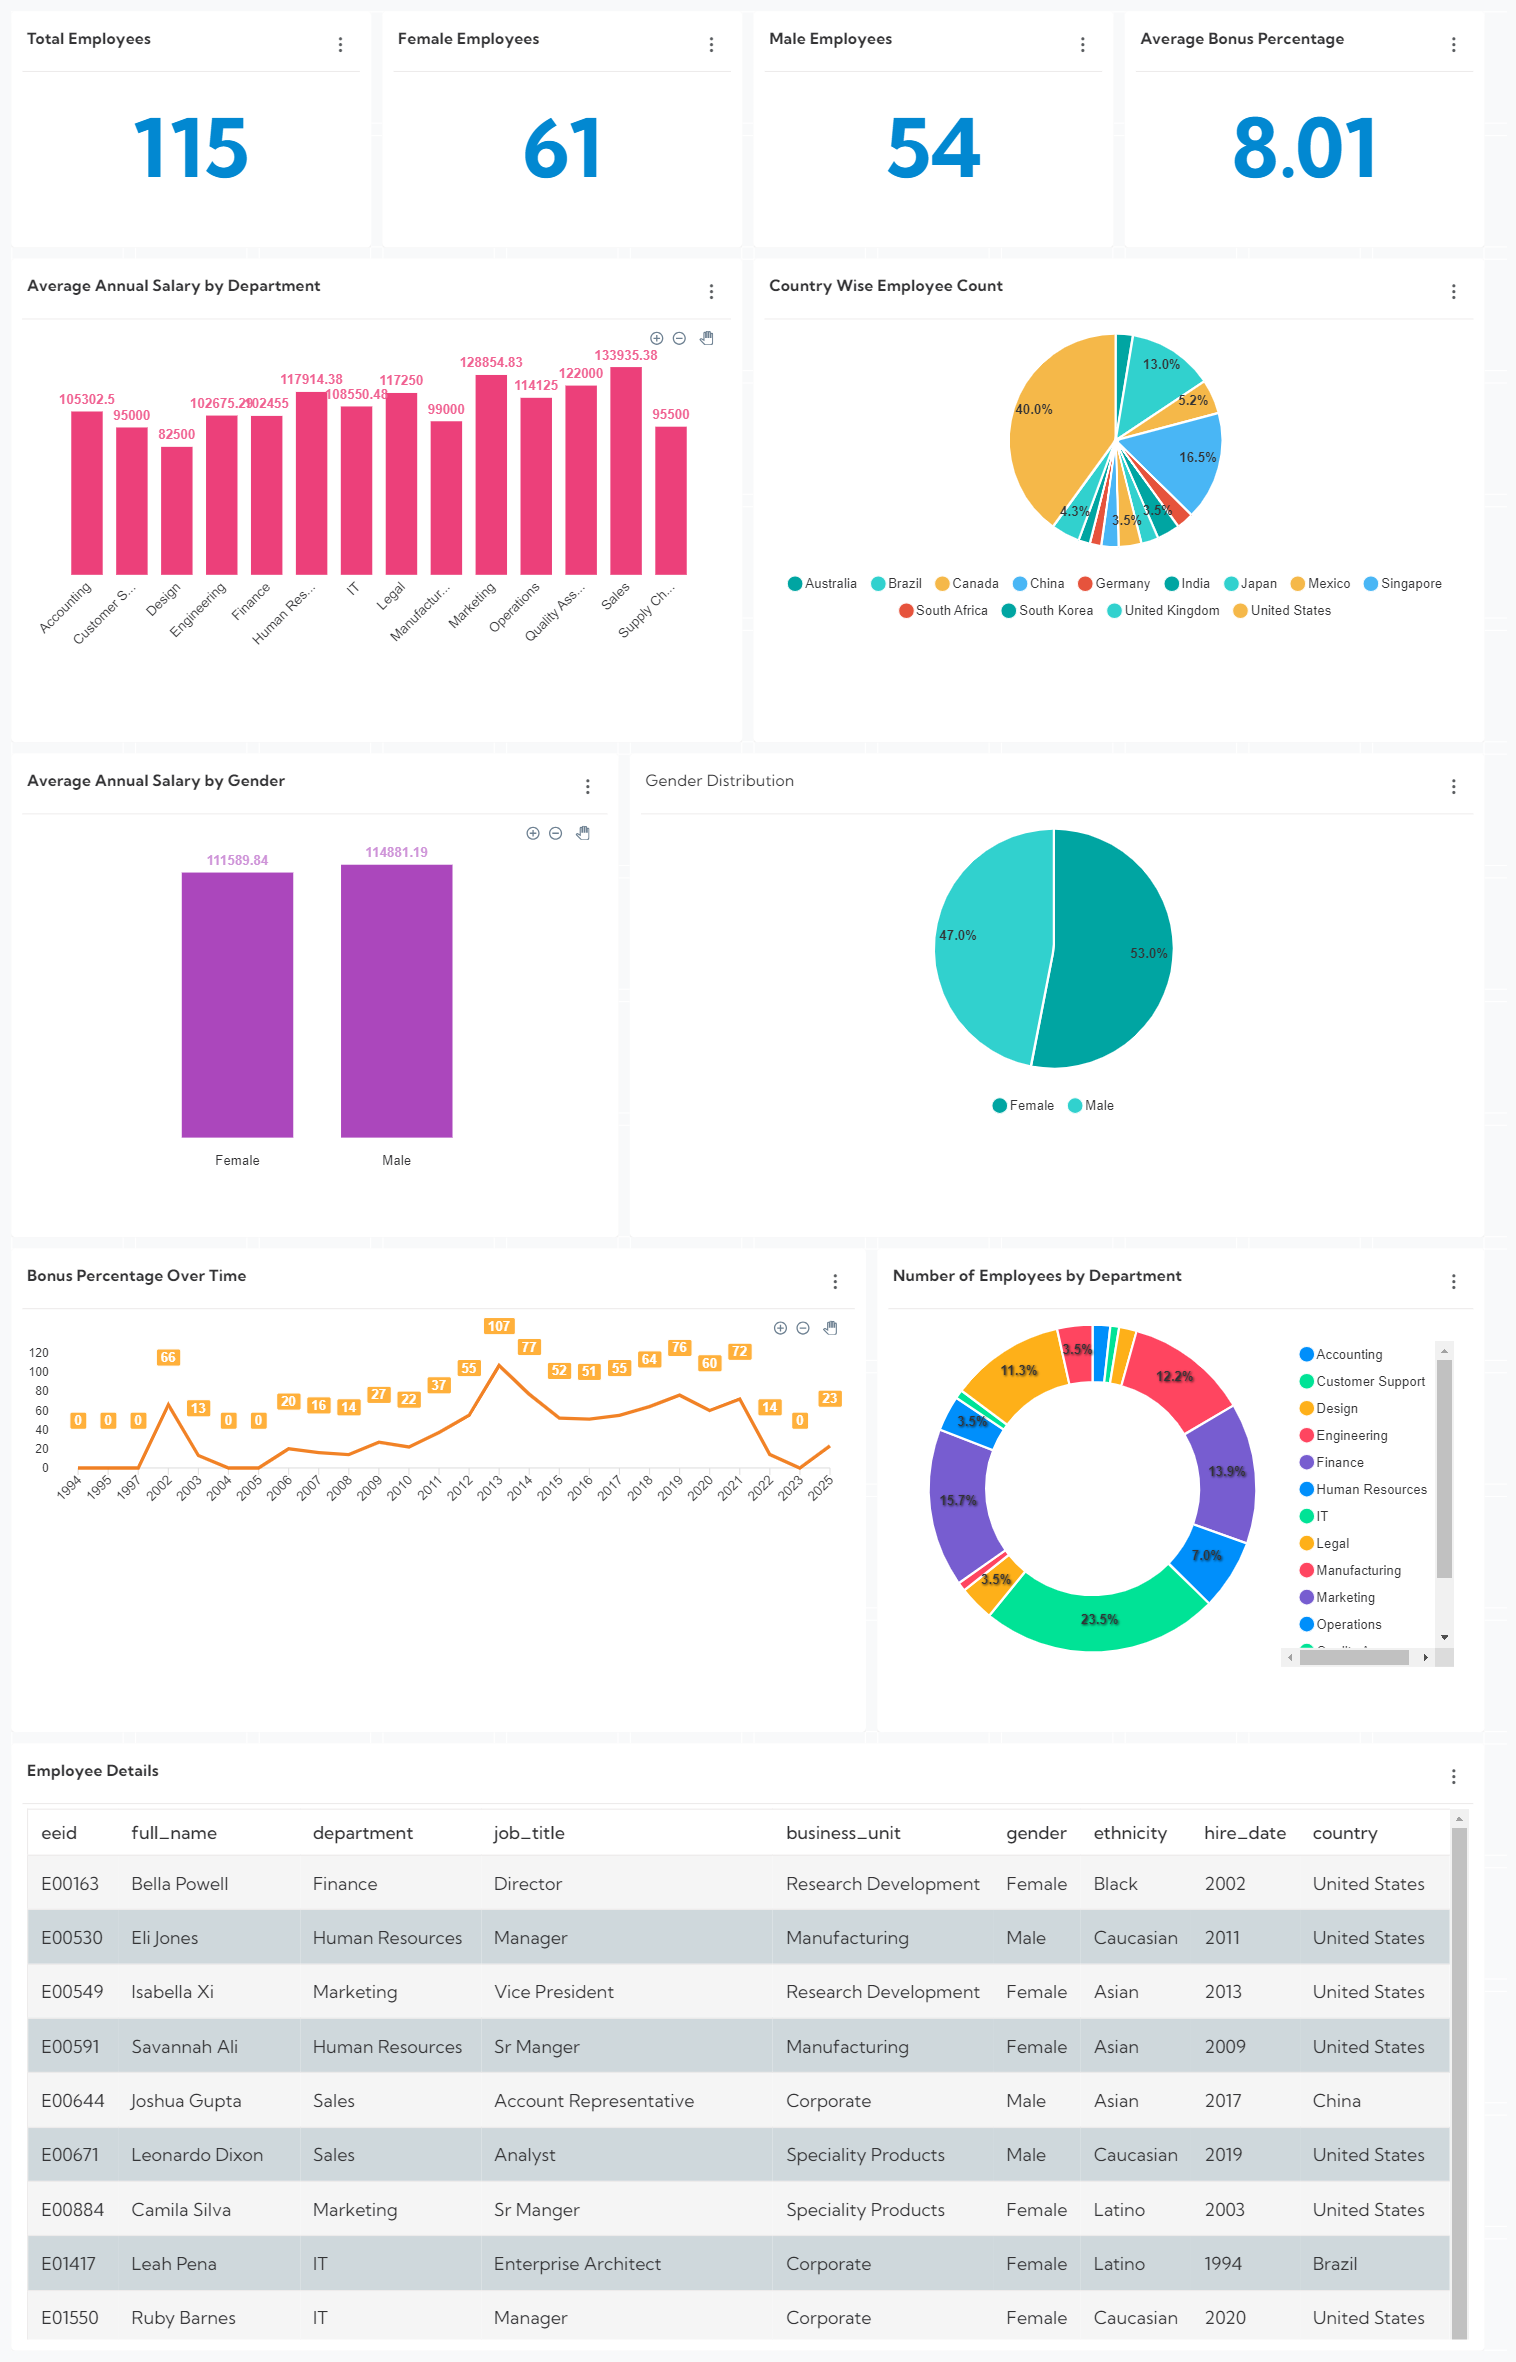 Total Employees
115
Female Employees
61
Male Employees
54
Average Bonus Percentage
8.01
Average Annual Salary by Department
105302.5
95000
82500
102675.29
102455
117914.38
108550.48
117250
99000
128854.83
114125
122000
133935.38
95500
Accounting
Customer S...
Design
Engineering
Finance
Human Res...
IT
Legal
Manufactur...
Marketing
Operations
Quality Ass...
Sales
Supply Ch...
Country Wise Employee Count
13.0%
5.2%
16.5%
3.5%
3.5%
4.3%
40.0%
Australia Brazil Canada China Germany India Japan Mexico Singapore
South Africa South Korea United Kingdom United States
Average Annual Salary by Gender
111589.84
114881.19
Female
Male
Gender Distribution
47.0%
53.0%
Female Male
Bonus Percentage Over Time
120
100
80
60
40
20
0
0 0 0 66 13 0 0 20 16 14 27 22 37 55 107 77 52 51 55 64 76 60 72 14 0 23
1994 1995 1997 2002 2003 2004 2005 2006 2007 2008 2009 2010 2011 2012 2013 2014 2015 2016 2017 2018 2019 2020 2021 2022 2023 2025
Number of Employees by Department
3.5%
12.2%
13.9%
7.0%
23.5%
3.5%
15.7%
3.5%
11.3%
Accounting
Customer Support
Design
Engineering
Finance
Human Resources
IT
Legal
Manufacturing
Marketing
Operations
Employee Details
eeid full_name department job_title business_unit gender ethnicity hire_date country
E00163 Bella Powell Finance Director Research Development Female Black 2002 United States
E00530 Eli Jones Human Resources Manager Manufacturing Male Caucasian 2011 United States
E00549 Isabella Xi Marketing Vice President Research Development Female Asian 2013 United States
E00591 Savannah Ali Human Resources Sr Manger Manufacturing Female Asian 2009 United States
E00644 Joshua Gupta Sales Account Representative Corporate Male Asian 2017 China
E00671 Leonardo Dixon Sales Analyst Speciality Products Male Caucasian 2019 United States
E00884 Camila Silva Marketing Sr Manger Speciality Products Female Latino 2003 United States
E01417 Leah Pena IT Enterprise Architect Corporate Female Latino 1994 Brazil
E01550 Ruby Barnes IT Manager Corporate Female Caucasian 2020 United States